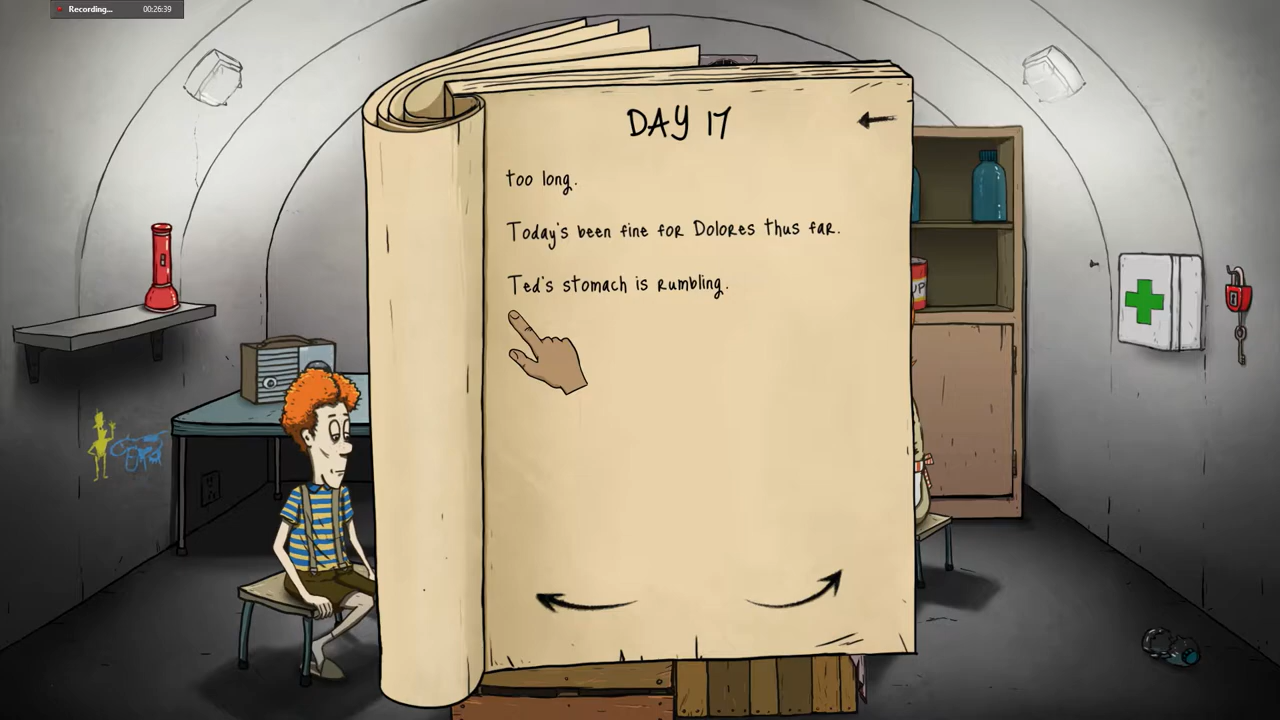 Recording...
00:26:39
DAY 17
too long.
Today's been fine for Dolores thus far.
Ted's stomach is rumbling.
UP